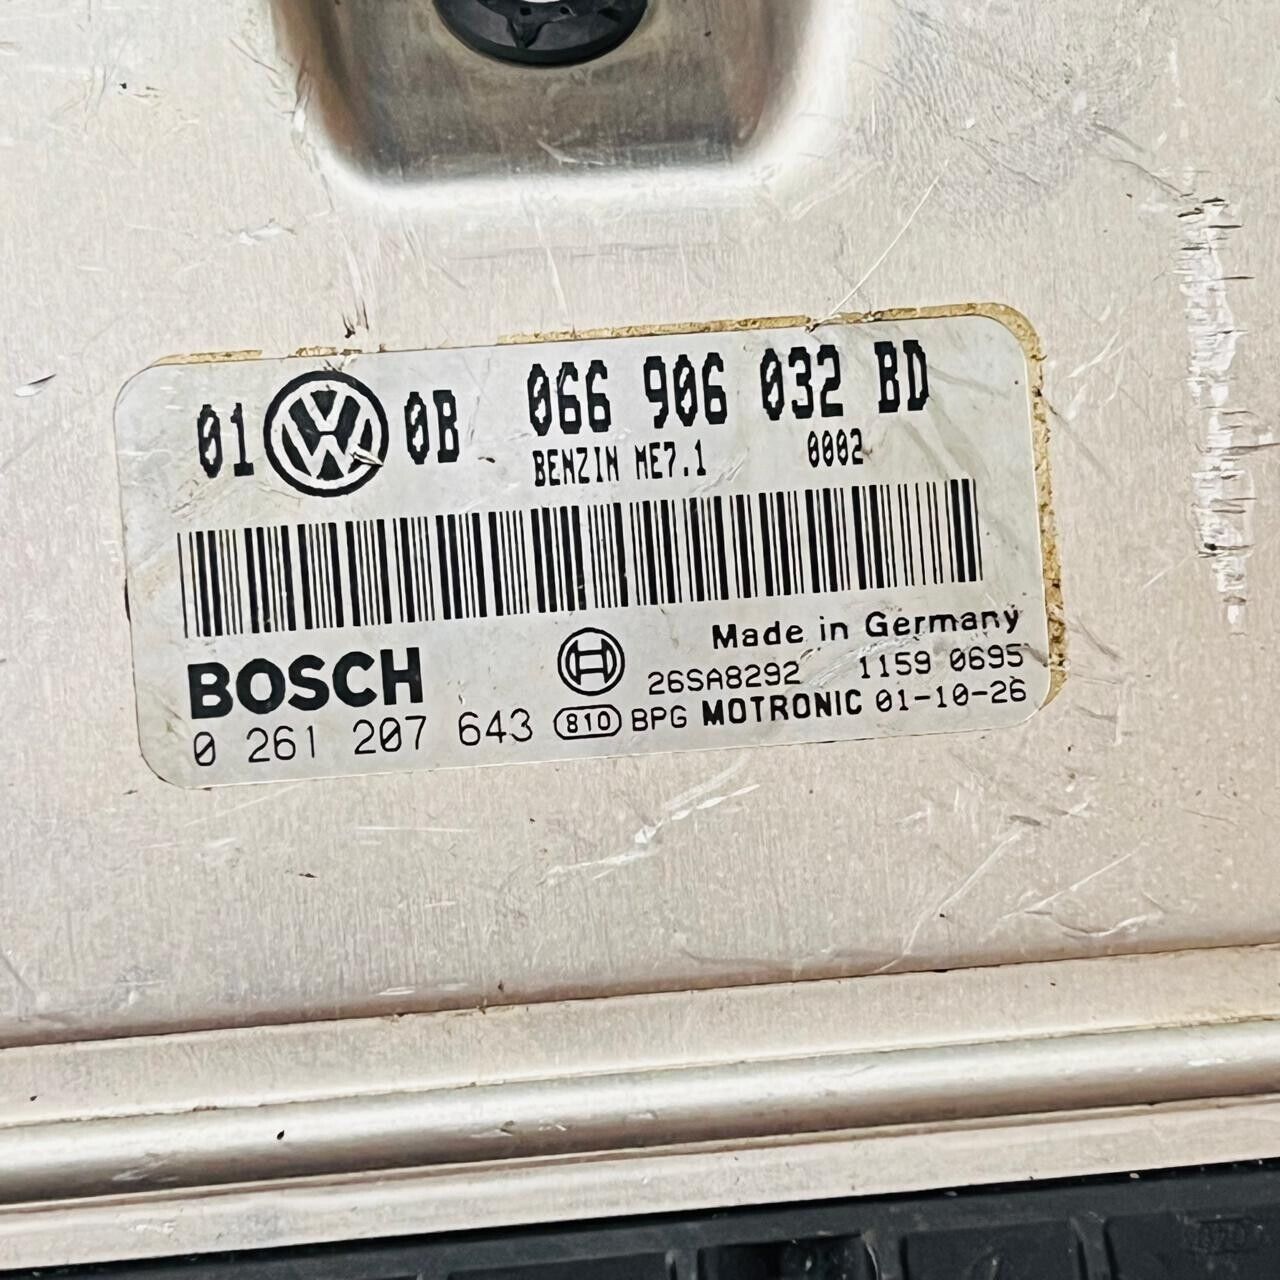 01 VW 0B 066 906 032 BD
BENZIN ME7.1 0002
Made in Germany
BOSCH 26SA8292 1159 0695
0 261 207 643 810 BPG MOTRONIC 01-10-26